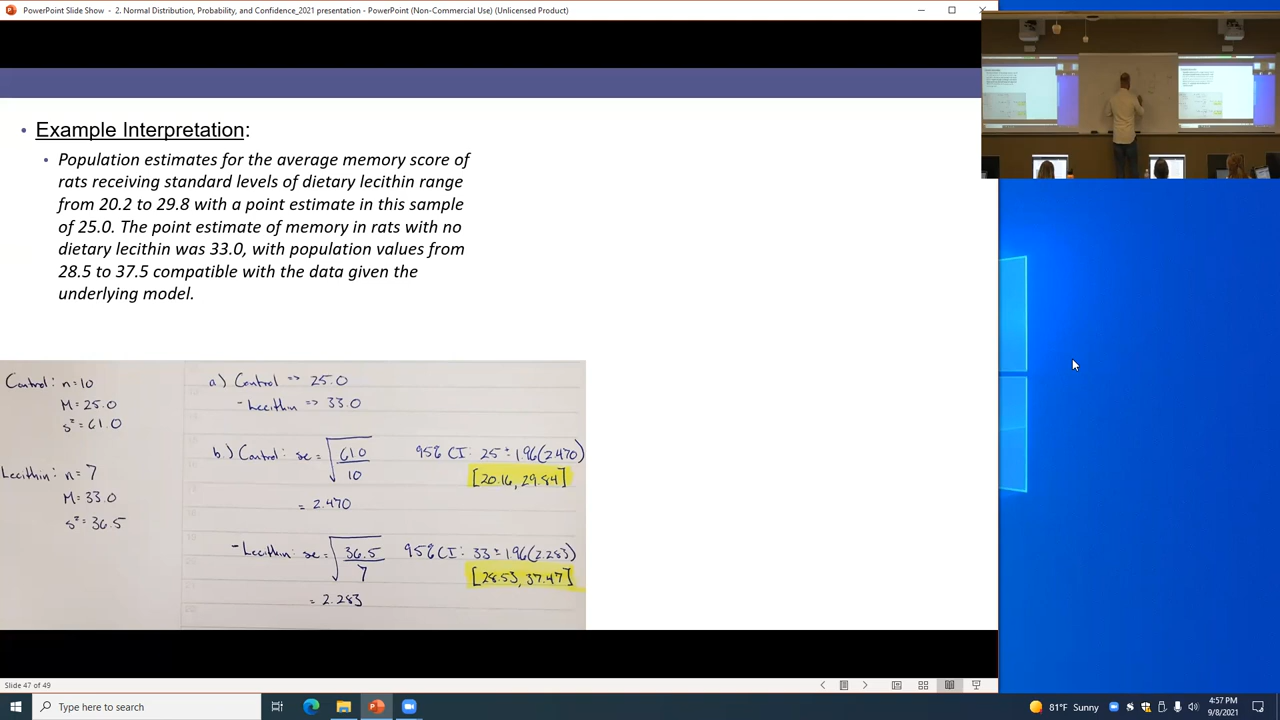 PowerPoint Slide Show - 2. Normal Distribution, Probability, and Confidence_2021 presentation - PowerPoint (Non-Commercial Use) (Unlicensed Product)
• Example Interpretation:
• Population estimates for the average memory score of
rats receiving standard levels of dietary lecithin range
from 20.2 to 29.8 with a point estimate in this sample
of 25.0. The point estimate of memory in rats with no
dietary lecithin was 33.0, with population values from
28.5 to 37.5 compatible with the data given the
underlying model.
Control: n=10
M=25.0
s²=61.0
Lecithin: n=7
M=33.0
s²=36.5
a) Control => 25.0
-Lecithin => 33.0
b) Control: se = √610/10
= 2.470
95% CI: 25 ± 196(2.470)
[20.16, 29.84]
-Lecithin: se = √36.5/7
= 2.283
95% CI: 33 ± 196(2.283)
[28.53, 37.47]
Slide 47 of 49
Type here to search
81°F Sunny
4:57 PM
9/8/2021